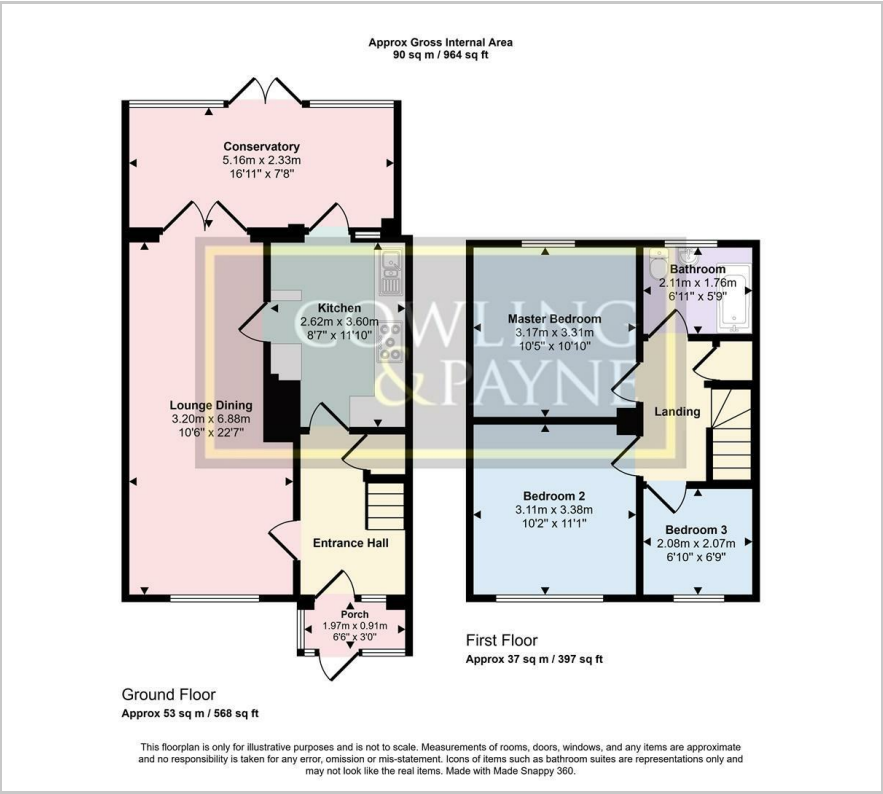 Approx Gross Internal Area
90 sq m / 964 sq ft
Conservatory
5.16m x 2.33m
16'11" x 7'8"
Kitchen
2.62m x 3.60m
8'7" x 11'10"
Lounge Dining
3.20m x 6.88m
10'6" x 22'7"
Entrance Hall
Porch
1.97m x 0.91m
6'6" x 3'0"
Ground Floor
Approx 53 sq m / 568 sq ft
Bathroom
2.11m x 1.76m
6'11" x 5'9"
Master Bedroom
3.17m x 3.31m
10'5" x 10'10"
Landing
Bedroom 2
3.11m x 3.38m
10'2" x 11'1"
Bedroom 3
2.08m x 2.07m
6'10" x 6'9"
First Floor
Approx 37 sq m / 397 sq ft
COWLING
&PAYNE
This floorplan is only for illustrative purposes and is not to scale. Measurements of rooms, doors, windows, and any items are approximate
and no responsibility is taken for any error, omission or mis-statement. Icons of items such as bathroom suites are representations only and
may not look like the real items. Made with Made Snappy 360.